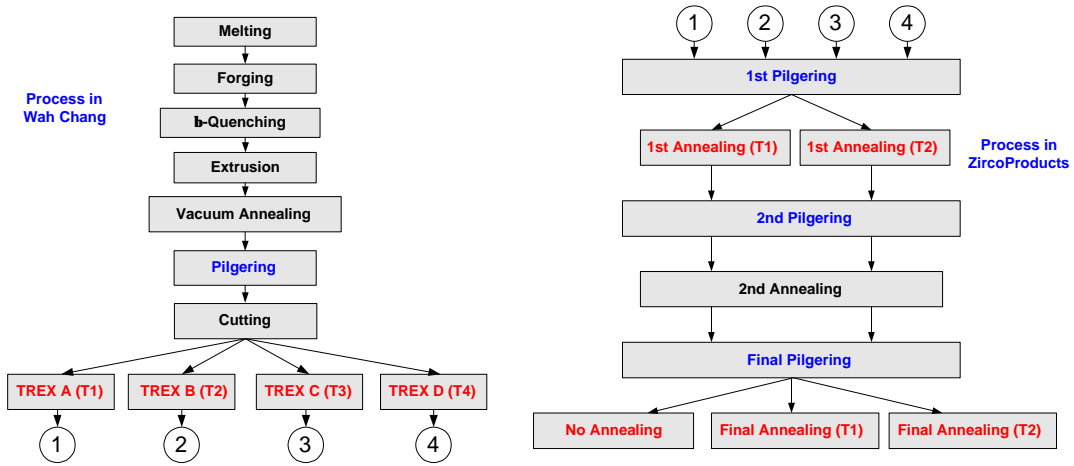 Melting
Forging
Process in
Wah Chang
b-Quenching
Extrusion
Vacuum Annealing
Pilgering
Cutting
TREX A (T1)
TREX B (T2)
TREX C (T3)
TREX D (T4)
1
2
3
4
1
2
3
4
1st Pilgering
1st Annealing (T1)
1st Annealing (T2)
Process in
ZircoProducts
2nd Pilgering
2nd Annealing
Final Pilgering
No Annealing
Final Annealing (T1)
Final Annealing (T2)